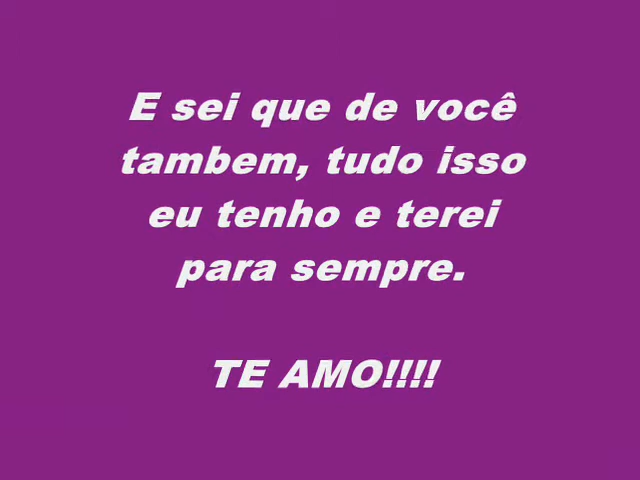 E sei que de você
tambem, tudo isso
eu tenho e terei
para sempre.
TE AMO!!!!